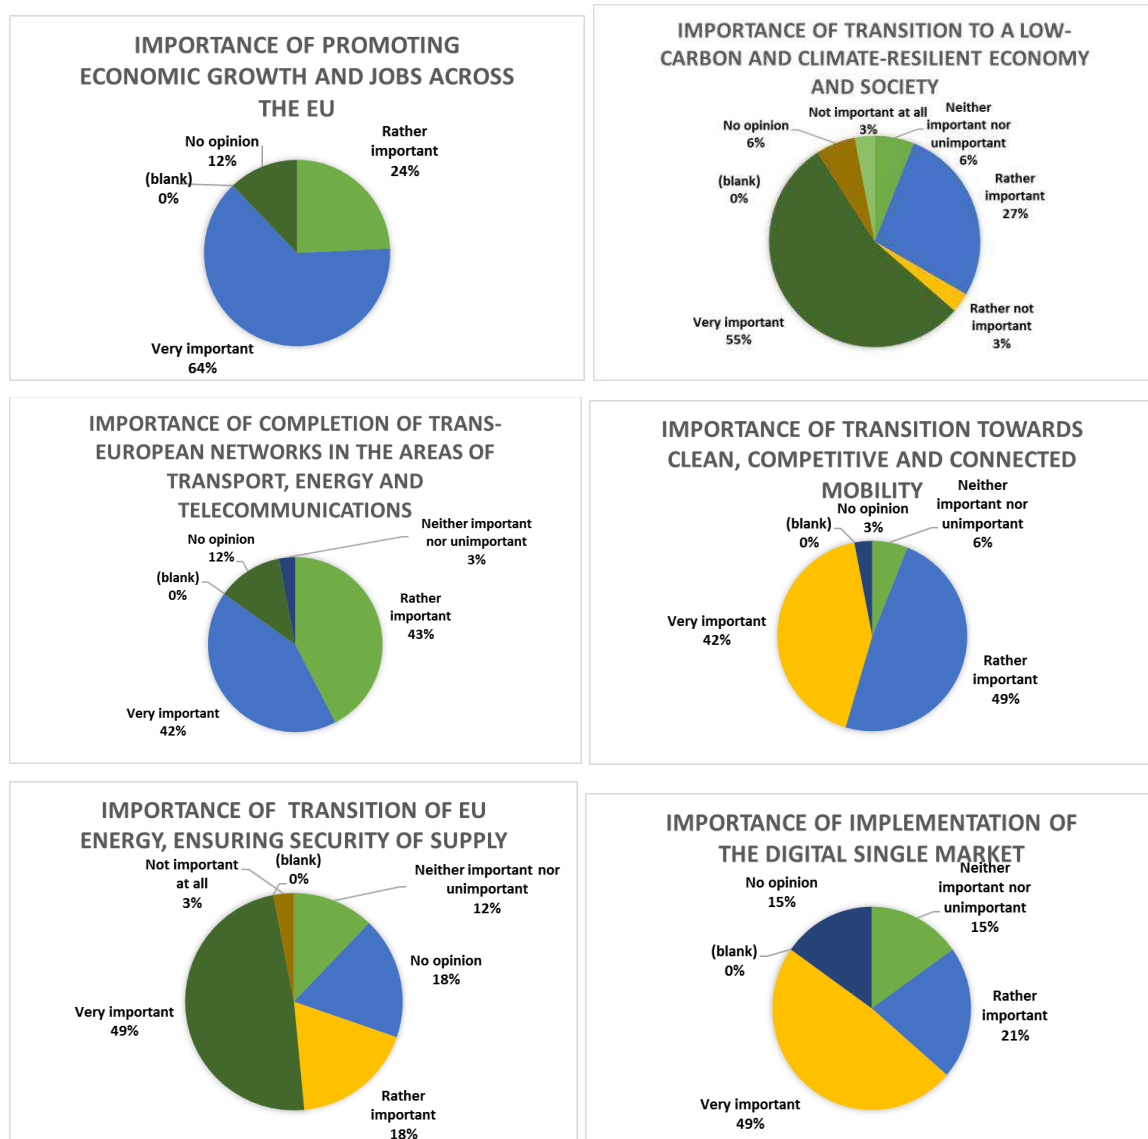 IMPORTANCE OF PROMOTING
ECONOMIC GROWTH AND JOBS ACROSS
THE EU
No opinion
12%
Rather
important
24%
(blank)
0%
Very important
64%
IMPORTANCE OF TRANSITION TO A LOW-
CARBON AND CLIMATE-RESILIENT ECONOMY
AND SOCIETY
Not important at all
3%
Neither
important nor
unimportant
6%
No opinion
6%
(blank)
0%
Rather
important
27%
Rather not
important
3%
Very important
55%
IMPORTANCE OF COMPLETION OF TRANS-
EUROPEAN NETWORKS IN THE AREAS OF
TRANSPORT, ENERGY AND
TELECOMMUNICATIONS
Neither important
nor unimportant
3%
No opinion
12%
(blank)
0%
Rather
important
43%
Very important
42%
IMPORTANCE OF TRANSITION TOWARDS
CLEAN, COMPETITIVE AND CONNECTED
MOBILITY
Neither
important nor
unimportant
6%
No opinion
3%
(blank)
0%
Very important
42%
Rather
important
49%
IMPORTANCE OF  TRANSITION OF EU
ENERGY, ENSURING SECURITY OF SUPPLY
Not important
at all
3%
(blank)
0%
Neither important nor
unimportant
12%
No opinion
18%
Very important
49%
Rather
important
18%
IMPORTANCE OF IMPLEMENTATION OF
THE DIGITAL SINGLE MARKET
Neither
important nor
unimportant
15%
No opinion
15%
(blank)
0%
Rather
important
21%
Very important
49%